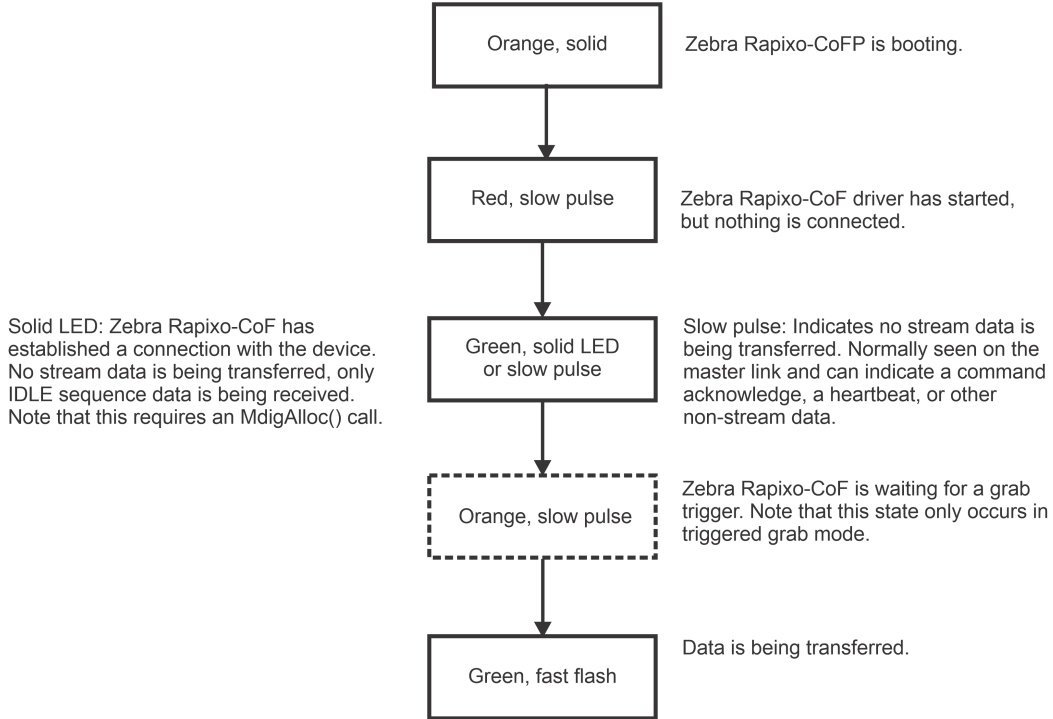 Orange, solid
Zebra Rapixo-CoFP is booting.
Red, slow pulse
Zebra Rapixo-CoF driver has started,
but nothing is connected.
Solid LED: Zebra Rapixo-CoF has
established a connection with the device.
No stream data is being transferred, only
IDLE sequence data is being received.
Note that this requires an MdigAlloc() call.
Green, solid LED
or slow pulse
Slow pulse: Indicates no stream data is
being transferred. Normally seen on the
master link and can indicate a command
acknowledge, a heartbeat, or other
non-stream data.
Orange, slow pulse
Zebra Rapixo-CoF is waiting for a grab
trigger. Note that this state only occurs in
triggered grab mode.
Green, fast flash
Data is being transferred.